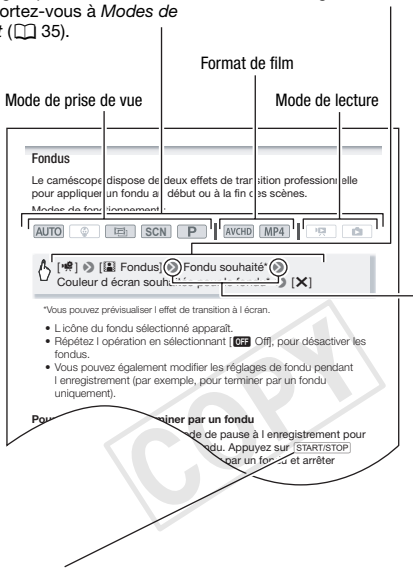 ortez-vous à Modes de
t (35).
Format de film
Mode de prise de vue
Mode de lecture
Fondus
Le caméscope dispose de deux effets de transition professionnelle
pour appliquer un fondu au début ou à la fin des scènes.
Modes de fonctionnement :
AUTO SCN P AVCHD MP4
[ ] [ Fondus] Fondu souhaité*
Couleur d écran souhaitée pour le fondu* [X]
*Vous pouvez prévisualiser l effet de transition à l écran.
• L icône du fondu sélectionné apparaît.
• Répétez l opération en sélectionnant [OFF Off], pour désactiver les
fondus.
• Vous pouvez également modifier les réglages de fondu pendant
l enregistrement (par exemple, pour terminer par un fondu
uniquement).
Pou miner par un fondu
de de pause à l enregistrement pour
ndu. Appuyez sur START/STOP
par un fondu et arrêter
COPY